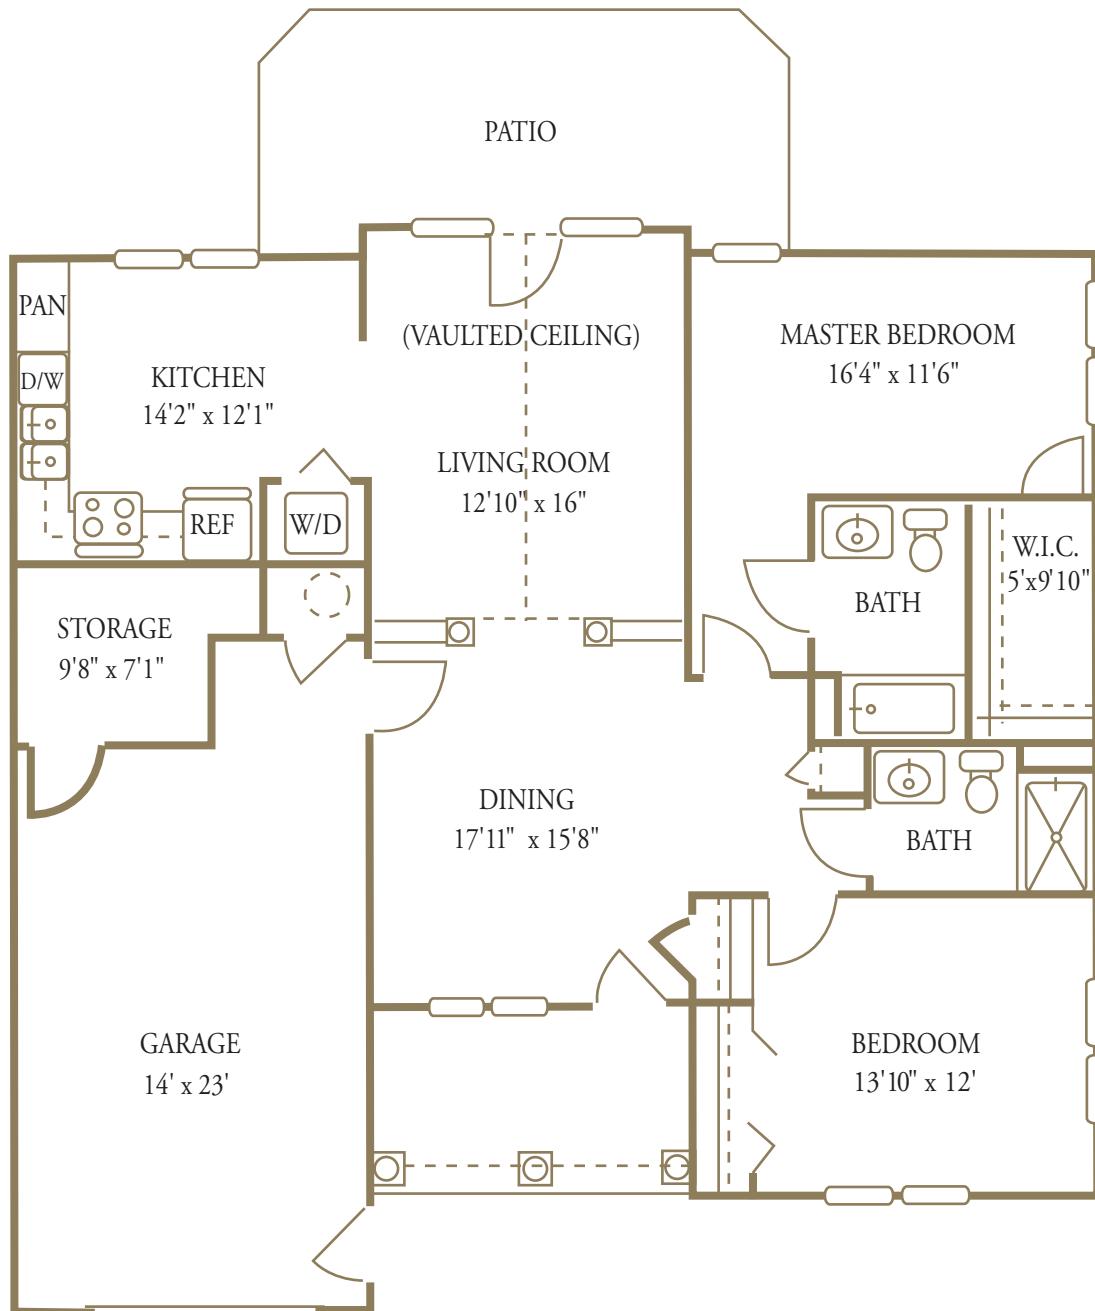 PATIO
PAN
(VAULTED CEILING)
MASTER BEDROOM
16'4" x 11'6"
D/W
KITCHEN
14'2" x 12'1"
LIVING ROOM
12'10" x 16"
REF
W/D
W.I.C.
5'x9'10"
BATH
STORAGE
9'8" x 7'1"
DINING
17'11" x 15'8"
BATH
GARAGE
14' x 23'
BEDROOM
13'10" x 12'